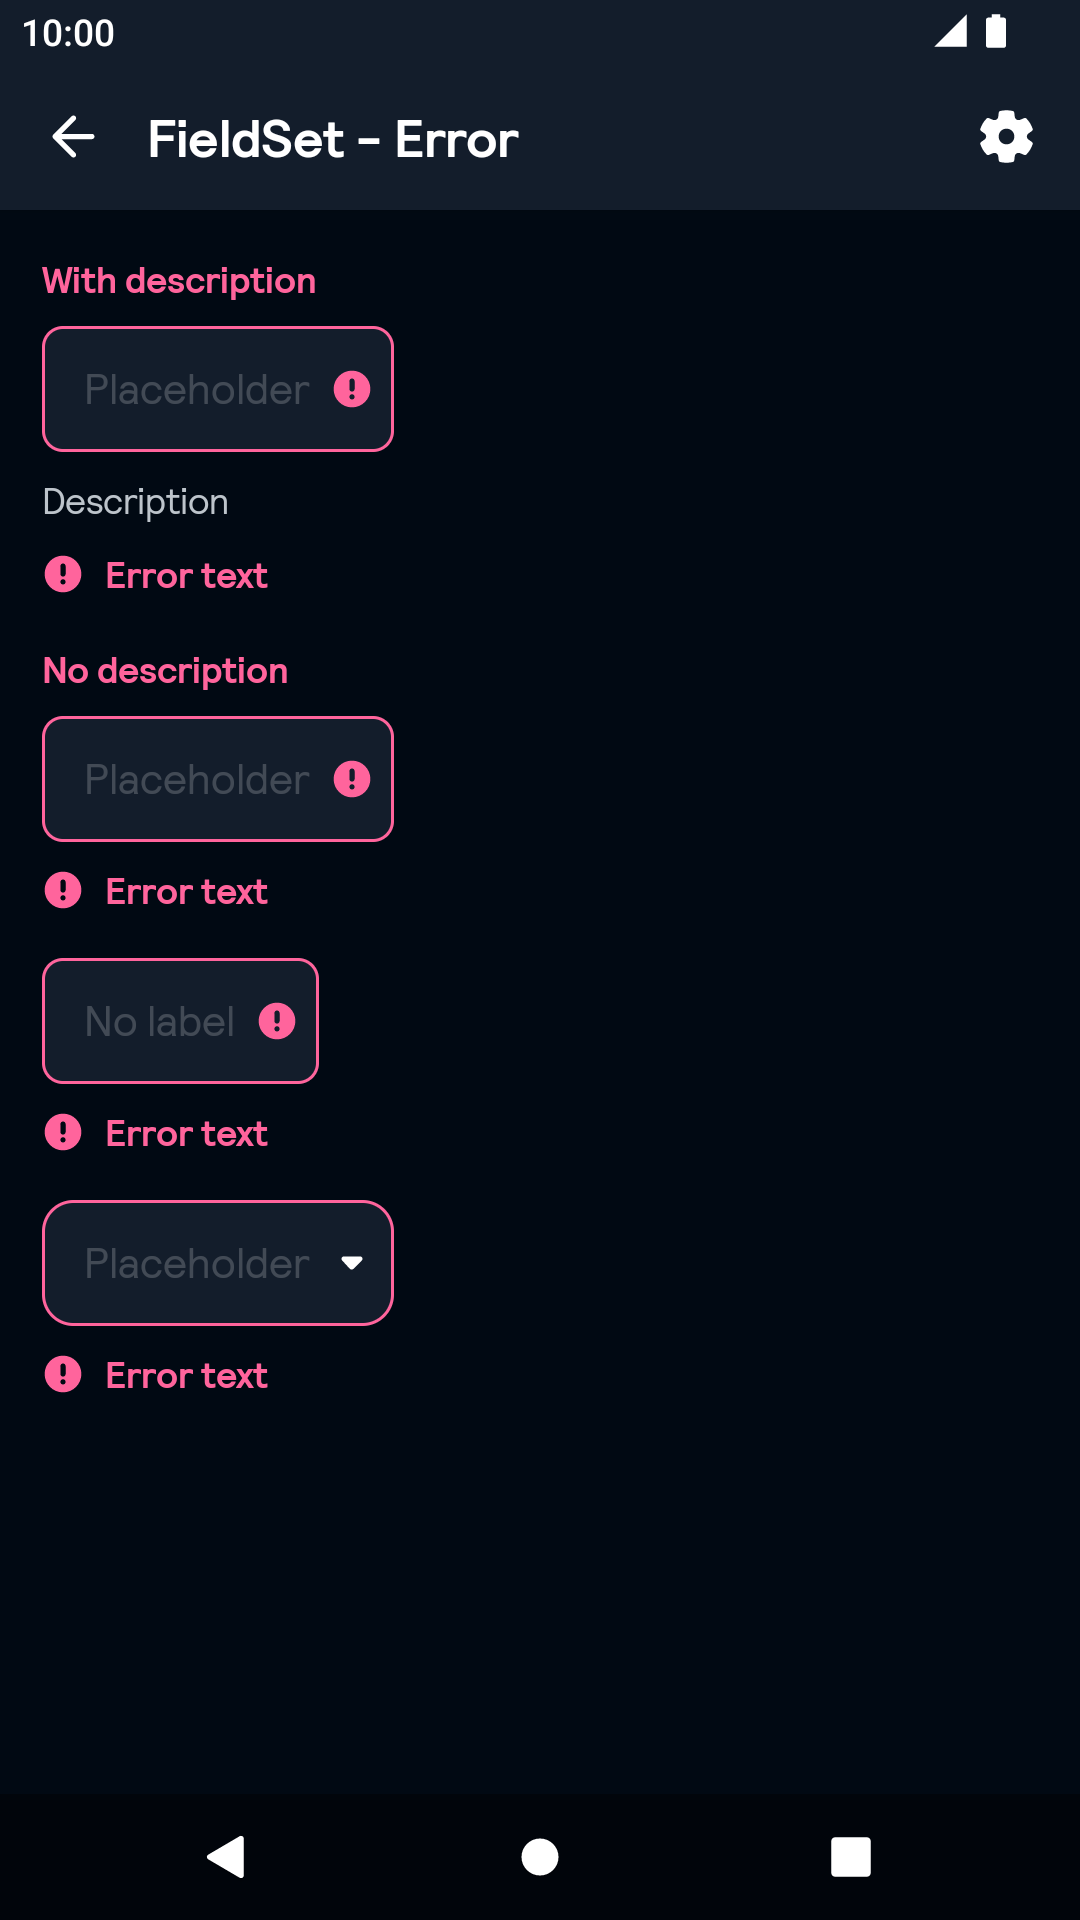 10:00
FieldSet - Error
With description
Placeholder
Description
Error text
No description
Placeholder
Error text
No label
Error text
Placeholder
Error text